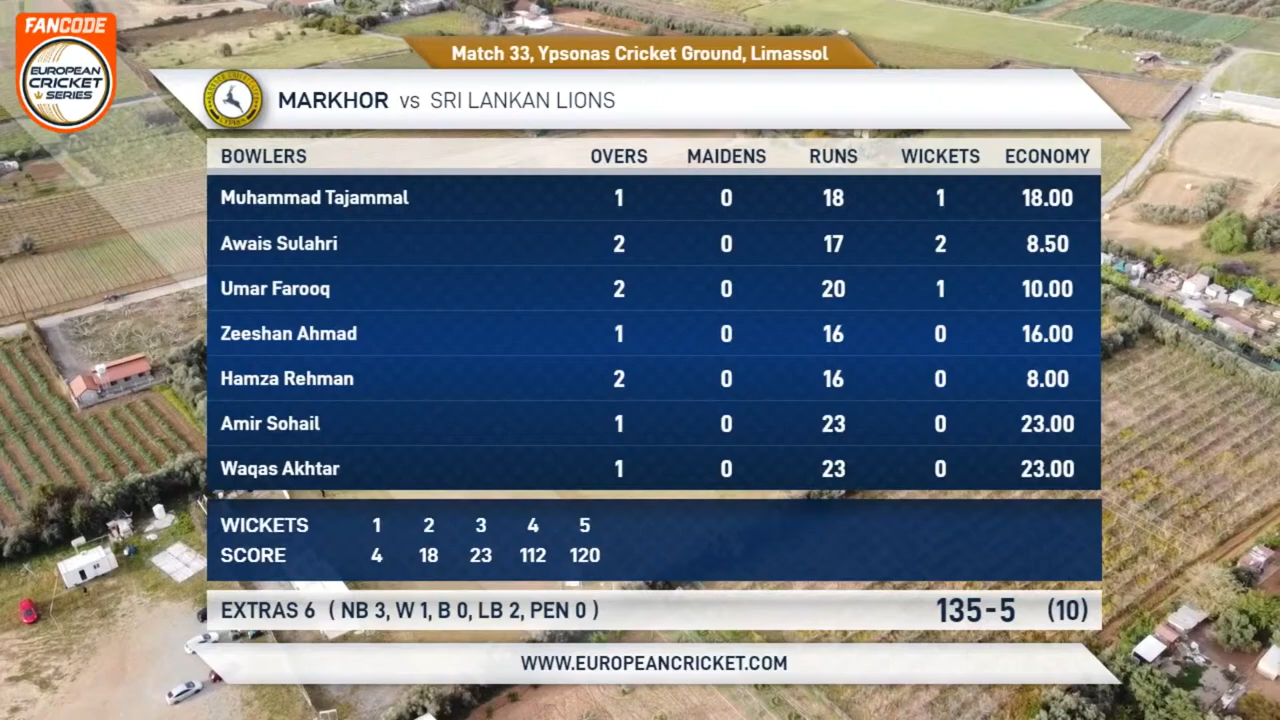 FANCODE
EUROPEAN
CRICKET
SERIES
Match 33, Ypsonas Cricket Ground, Limassol
MARKHOR vs SRI LANKAN LIONS
BOWLERS OVERS MAIDENS RUNS WICKETS ECONOMY
Muhammad Tajammal 1 0 18 1 18.00
Awais Sulahri 2 0 17 2 8.50
Umar Farooq 2 0 20 1 10.00
Zeeshan Ahmad 1 0 16 0 16.00
Hamza Rehman 2 0 16 0 8.00
Amir Sohail 1 0 23 0 23.00
Waqas Akhtar 1 0 23 0 23.00
WICKETS 1 2 3 4 5
SCORE 4 18 23 112 120
EXTRAS 6 ( NB 3, W 1, B 0, LB 2, PEN 0 ) 135-5 (10)
WWW.EUROPEANCRICKET.COM